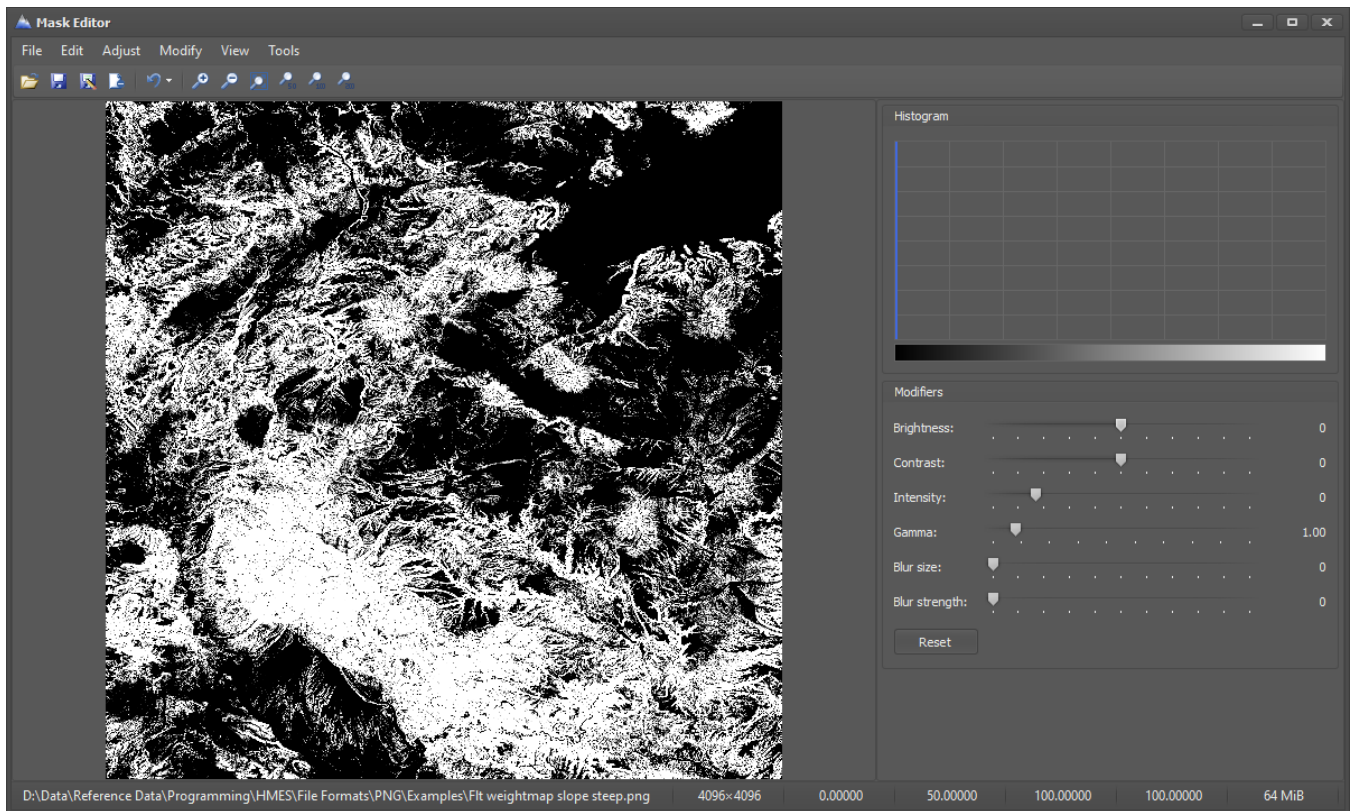 Mask Editor
File Edit Adjust Modify View Tools
Histogram
Modifiers
Brightness: 0
Contrast: 0
Intensity: 0
Gamma: 1.00
Blur size: 0
Blur strength: 0
Reset
D:\Data\Reference Data\Programming\HMES\File Formats\PNG\Examples\Flt weightmap slope steep.png 4096×4096 0.00000 50.00000 100.00000 100.00000 64 MiB